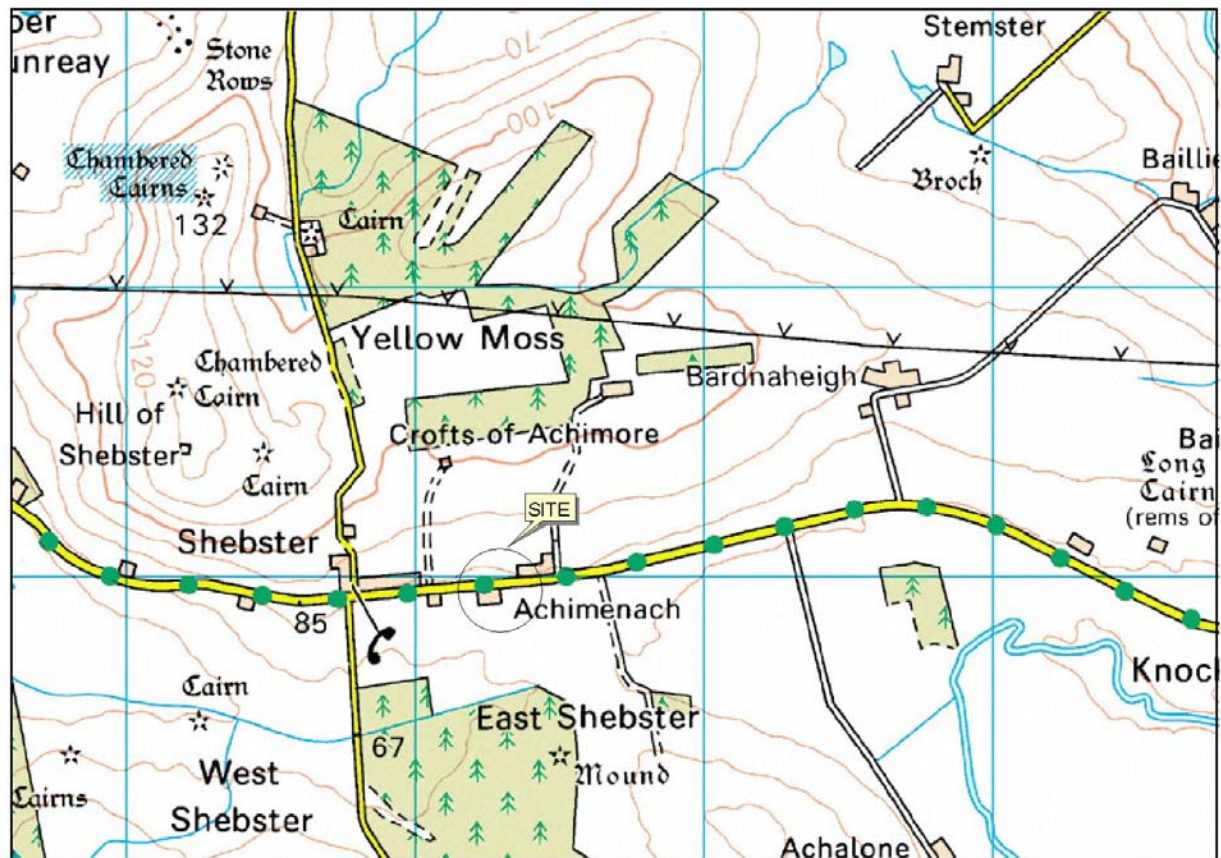 per
unreay
Stone
Rows
70
100
Stemster
Chambered
Cairns
132
Cairn
Broch
Baillie
120
Yellow Moss
Chambered
Cairn
Bardnaheigh
Hill of
Shebster
Crofts of Achimore
Cairn
Bai
Long
Cairn
(rems of
SITE
Shebster
85
Achimenach
Knock
Cairn
East Shebster
67
Mound
West
Shebster
Cairns
Achalone